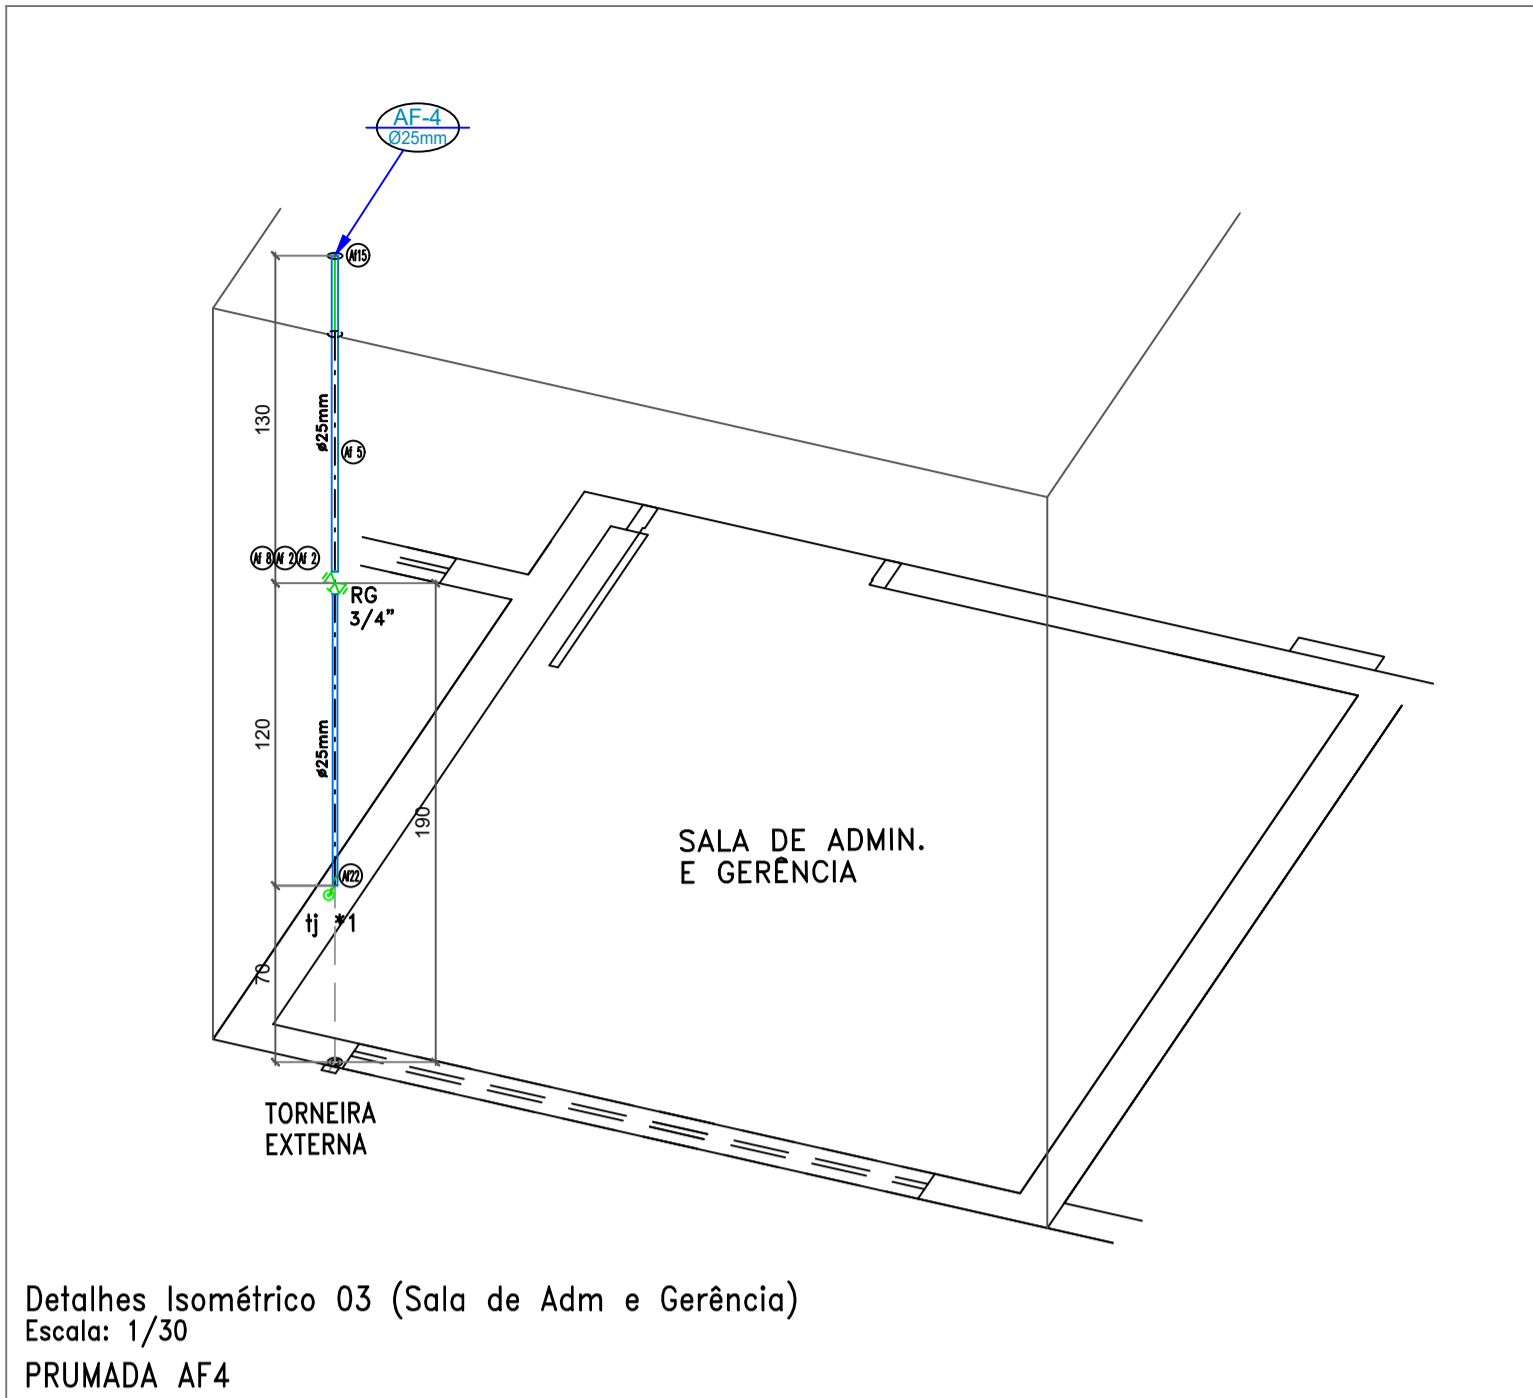 AF-4
Ø25mm
Af15
130
ø25mm
Af 5
Af 8 Af 2 Af 2
RG
3/4"
120
ø25mm
190
SALA DE ADMIN.
E GERÊNCIA
Af22
tj *1
70
TORNEIRA
EXTERNA
Detalhes Isométrico 03 (Sala de Adm e Gerência)
Escala: 1/30
PRUMADA AF4